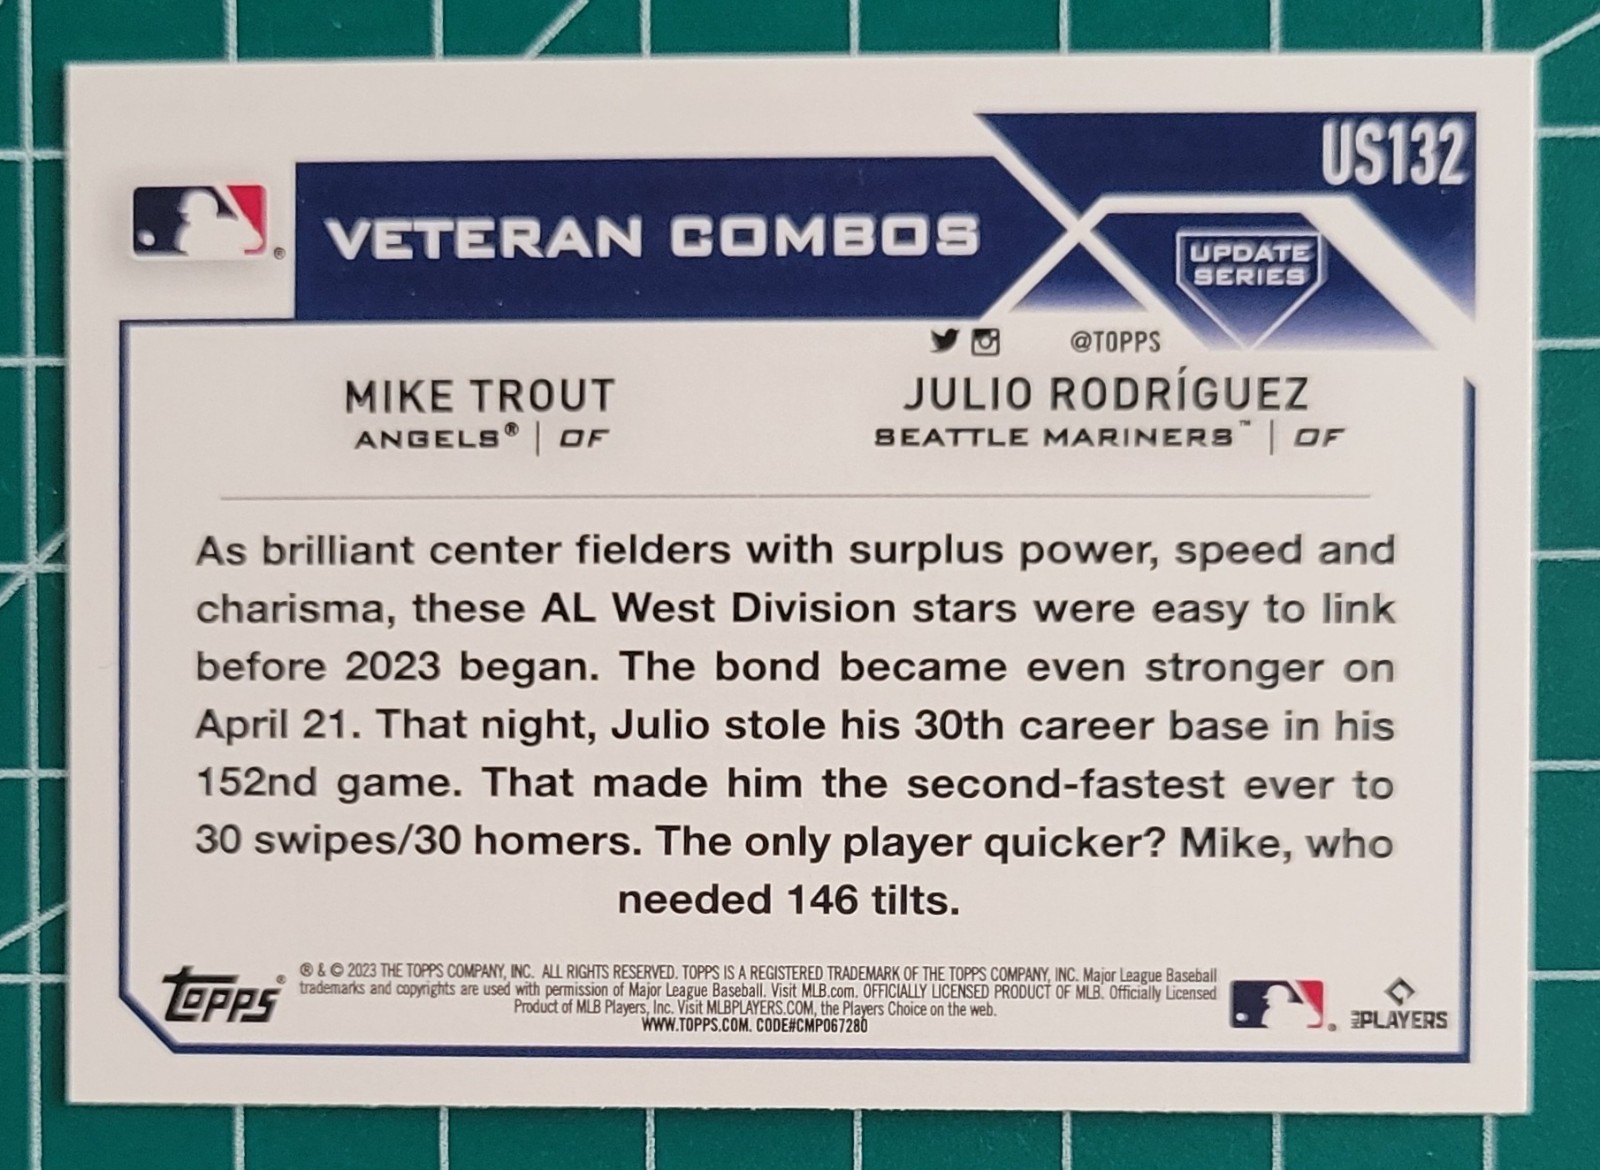 US132
VETERAN COMBOS
UPDATE
SERIES
@TOPPS
MIKE TROUT
ANGELS® | OF
JULIO RODRÍGUEZ
SEATTLE MARINERS™ | OF
As brilliant center fielders with surplus power, speed and
charisma, these AL West Division stars were easy to link
before 2023 began. The bond became even stronger on
April 21. That night, Julio stole his 30th career base in his
152nd game. That made him the second-fastest ever to
30 swipes/30 homers. The only player quicker? Mike, who
needed 146 tilts.
Topps®
® & © 2023 THE TOPPS COMPANY, INC. ALL RIGHTS RESERVED. TOPPS IS A REGISTERED TRADEMARK OF THE TOPPS COMPANY, INC. Major League Baseball
trademarks and copyrights are used with permission of Major League Baseball. Visit MLB.com. OFFICIALLY LICENSED PRODUCT OF MLB. Officially Licensed
Product of MLB Players, Inc. Visit MLBPLAYERS.COM, the Players Choice on the web.
WWW.TOPPS.COM. CODE#CMP067280
PLAYERS